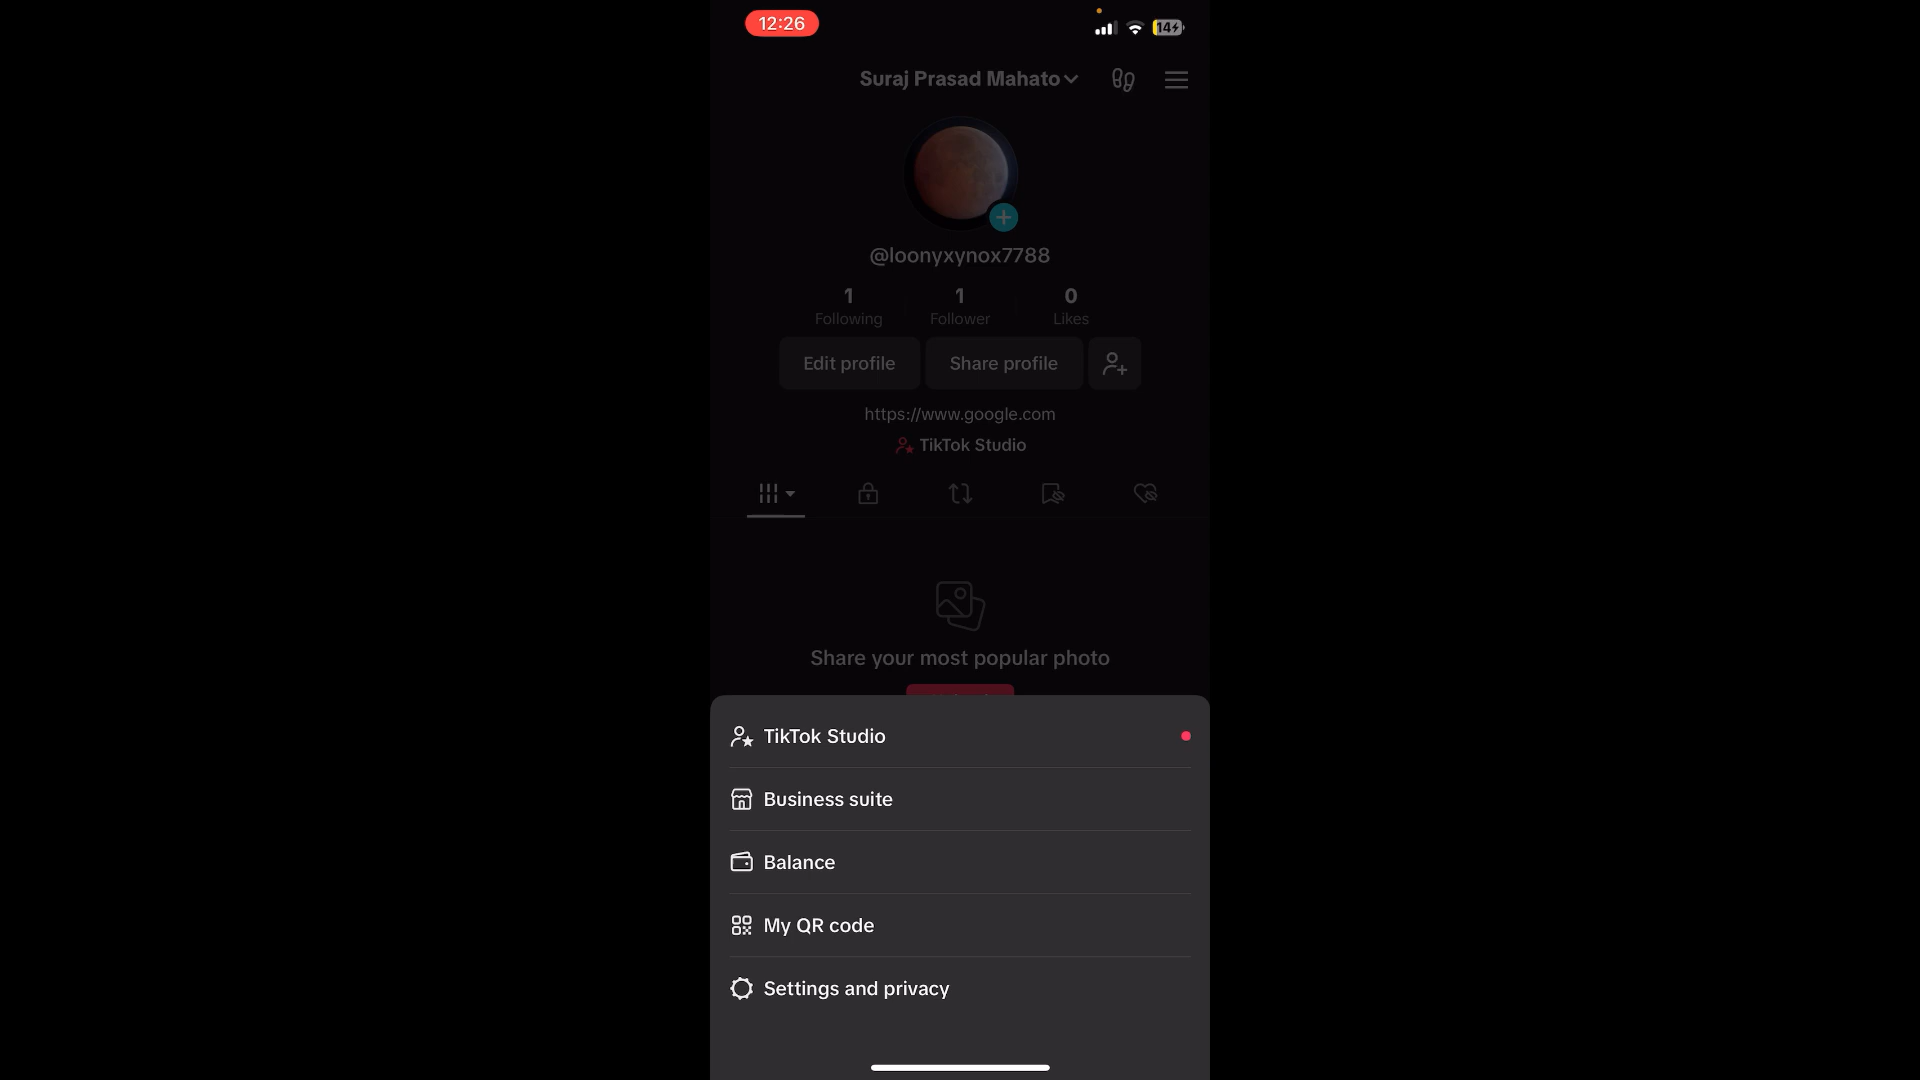 12:26
14
Suraj Prasad Mahato
@loonyxynox7788
1 1 0
Following Follower Likes
Edit profile Share profile
https://www.google.com
TikTok Studio
Share your most popular photo
TikTok Studio
Business suite
Balance
My QR code
Settings and privacy